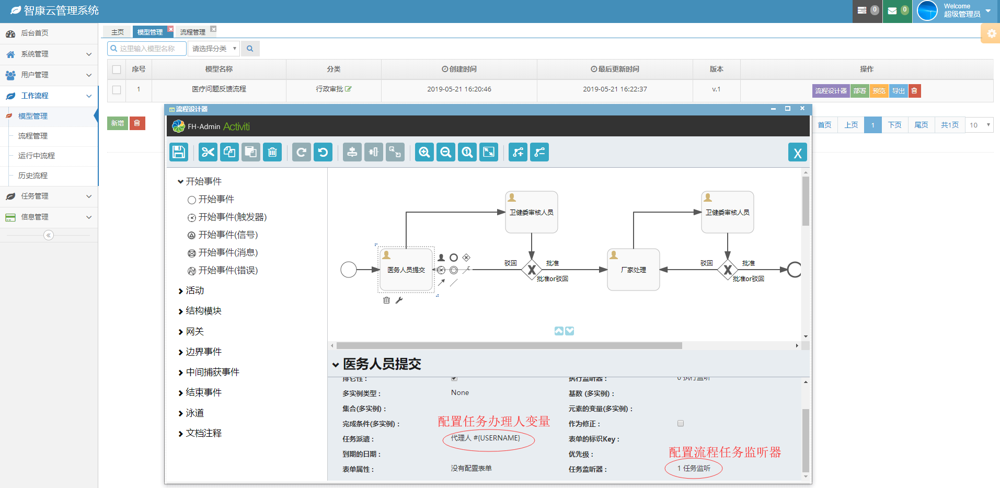 智康云管理系统
0
0
Welcome
超级管理员
后台首页
系统管理
用户管理
工作流程
模型管理
流程管理
运行中流程
历史流程
任务管理
信息管理
主页
模型管理
流程管理
这里输入模型名称
请选择分类
序号 模型名称 分类 创建时间 最后更新时间 版本 操作
1 医疗问题反馈流程 行政审批 2019-05-21 16:20:46 2019-05-21 16:22:37 v.1 流程设计器 部署 预览 导出
新增
首页 上页 1 下页 尾页 共1页 10
流程设计器
FH-Admin Activiti
X
开始事件
开始事件
开始事件(触发器)
开始事件(信号)
开始事件(消息)
开始事件(错误)
活动
结构模块
网关
边界事件
中间捕获事件
结束事件
泳道
文档注释
卫健委审核人员
卫健委审核人员
医务人员提交
驳回
批准
批准or驳回
厂家处理
驳回
批准
批准or驳回
医务人员提交
排它性：
执行监听器：
0 执行监听
多实例类型：
None
基数 (多实例)：
集合(多实例)：
元素的变量(多实例)：
配置任务办理人变量
完成条件(多实例)：
作为修正：
任务派遣：
代理人 #{USERNAME}
表单的标识Key：
配置流程任务监听器
到期的日期：
优先级：
表单属性：
没有配置表单
任务监听器：
1 任务监听